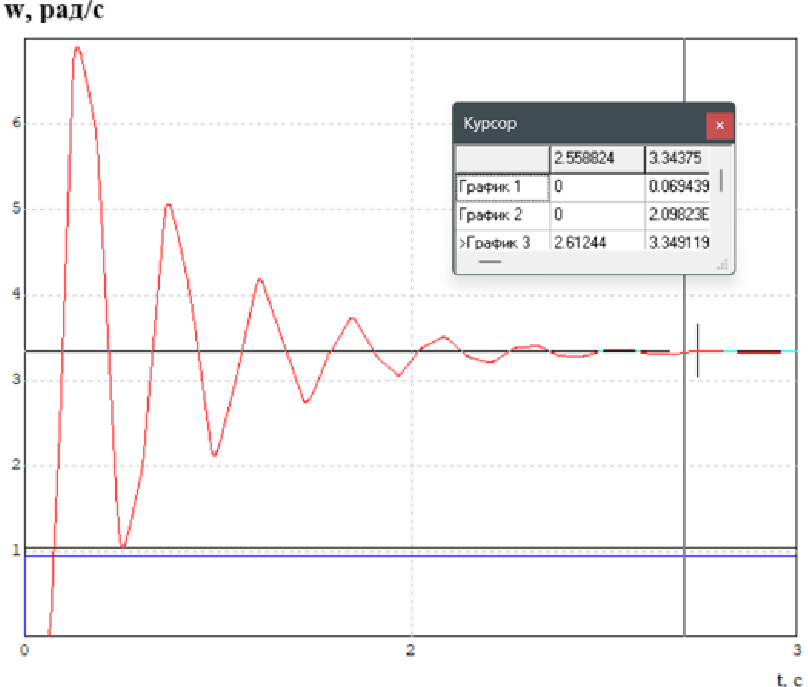 w, рад/с
6
5
4
3
2
1
0
2
3
t, c
Курсор
2.558824 3.34375
График 1 0 0.069439
График 2 0 2.09823E
>График 3 2.61244 3.349119